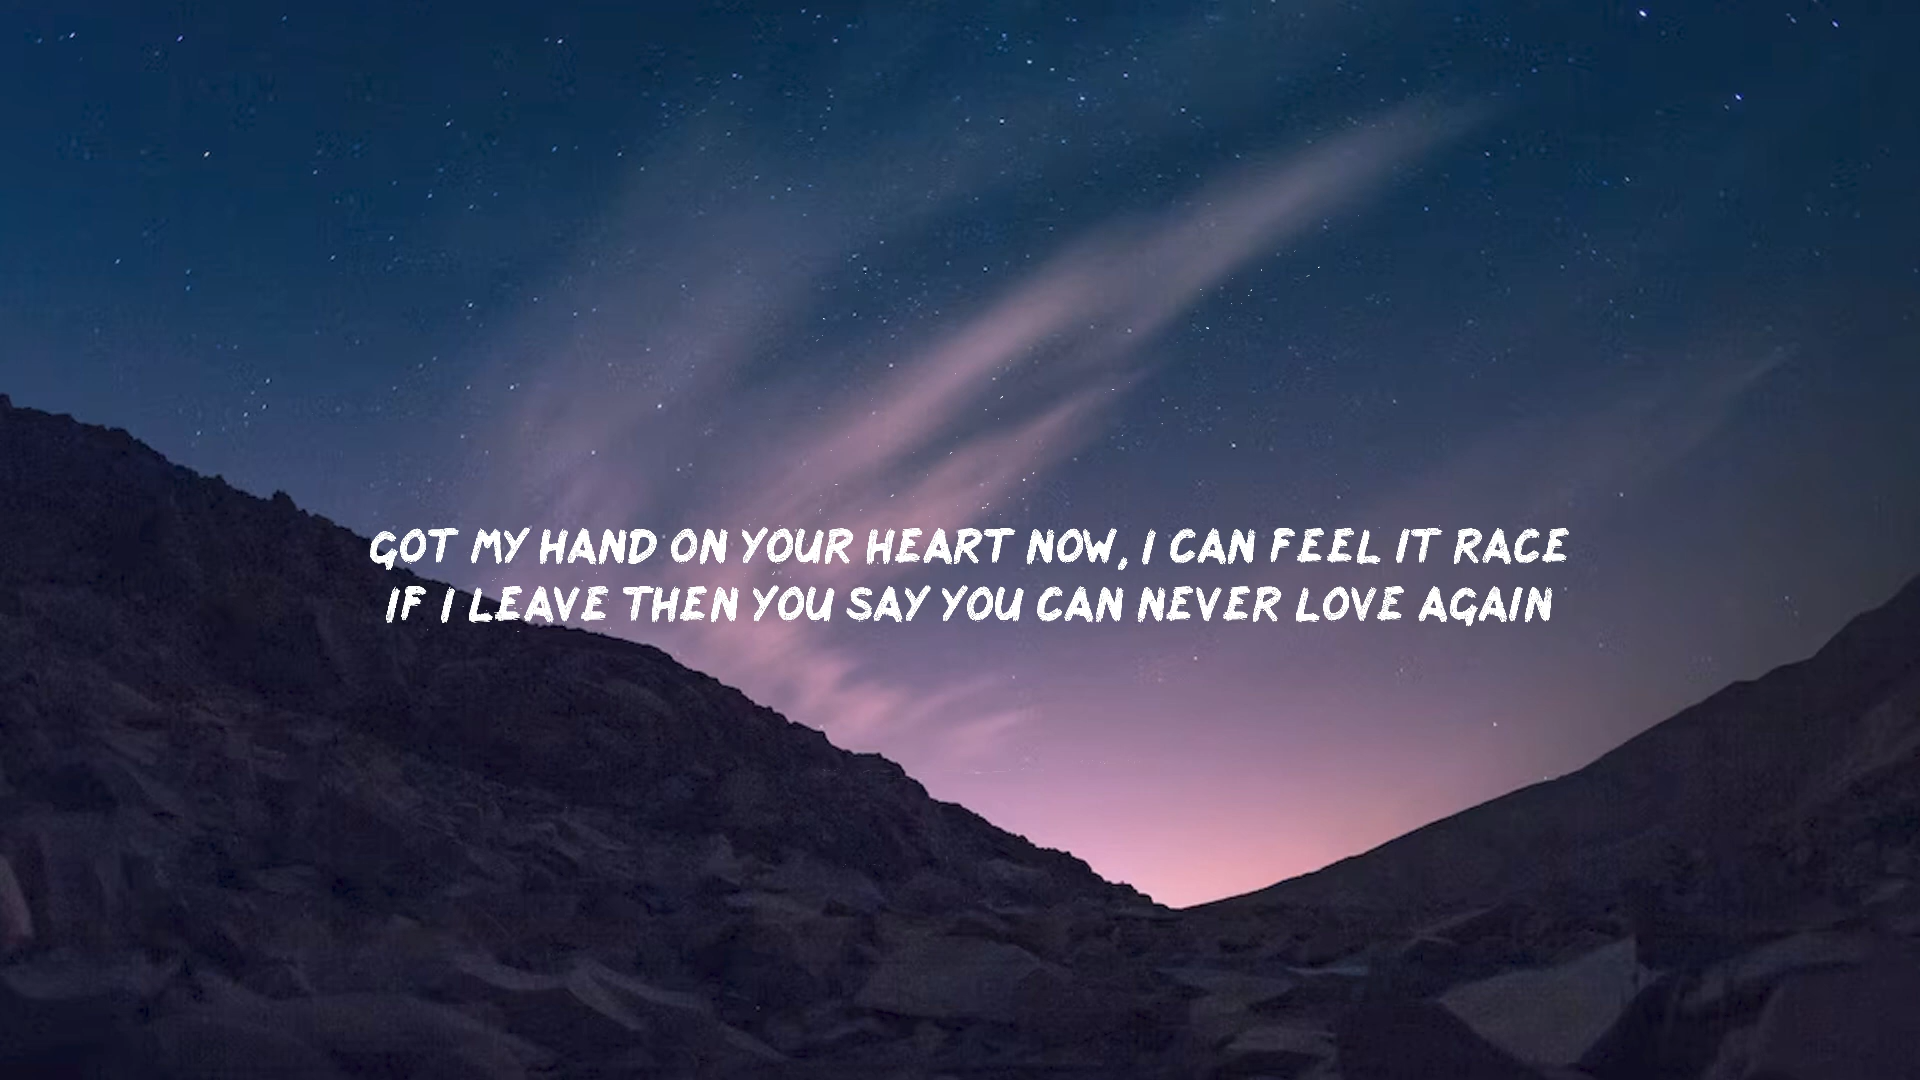 GOT MY HAND ON YOUR HEART NOW, I CAN FEEL IT RACE
IF I LEAVE THEN YOU SAY YOU CAN NEVER LOVE AGAIN